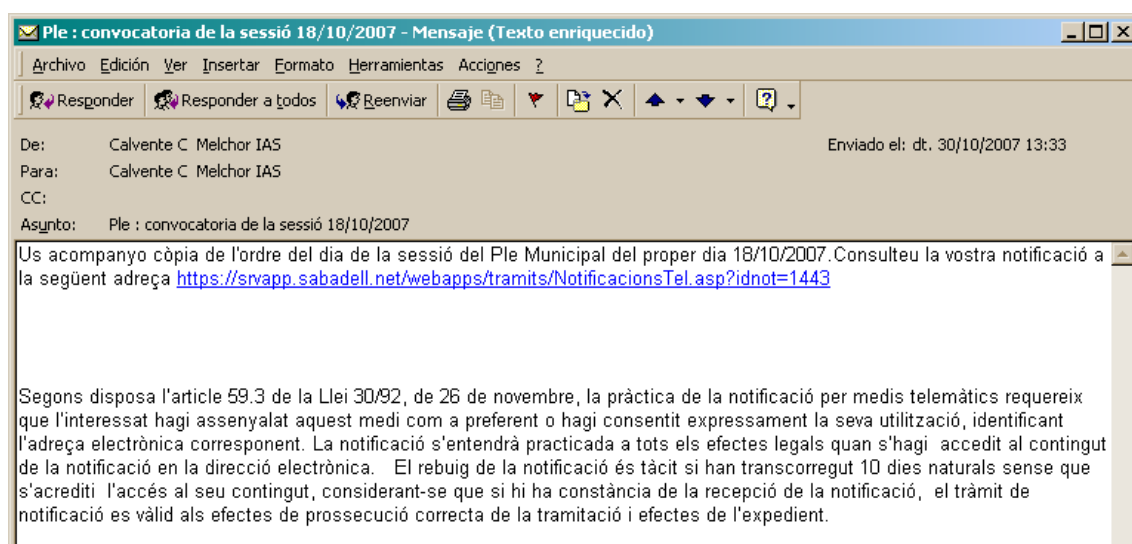 Ple : convocatoria de la sessió 18/10/2007 - Mensaje (Texto enriquecido)
Archivo Edición Ver Insertar Formato Herramientas Acciones ?
Responder Responder a todos Reenviar
De: Calvente C Melchor IAS Enviado el: dt. 30/10/2007 13:33
Para: Calvente C Melchor IAS
CC:
Asunto: Ple : convocatoria de la sessió 18/10/2007
Us acompanyo còpia de l'ordre del dia de la sessió del Ple Municipal del proper dia 18/10/2007.Consulteu la vostra notificació a
la següent adreça https://srvapp.sabadell.net/webapps/tramits/NotificacionsTel.asp?idnot=1443
Segons disposa l'article 59.3 de la Llei 30/92, de 26 de novembre, la pràctica de la notificació per medis telemàtics requereix
que l'interessat hagi assenyalat aquest medi com a preferent o hagi consentit expressament la seva utilització, identificant
l'adreça electrònica corresponent. La notificació s'entendrà practicada a tots els efectes legals quan s'hagi accedit al contingut
de la notificació en la direcció electrònica. El rebuig de la notificació és tàcit si han transcorregut 10 dies naturals sense que
s'acrediti l'accés al seu contingut, considerant-se que si hi ha constància de la recepció de la notificació, el tràmit de
notificació es vàlid als efectes de prossecució correcta de la tramitació i efectes de l'expedient.